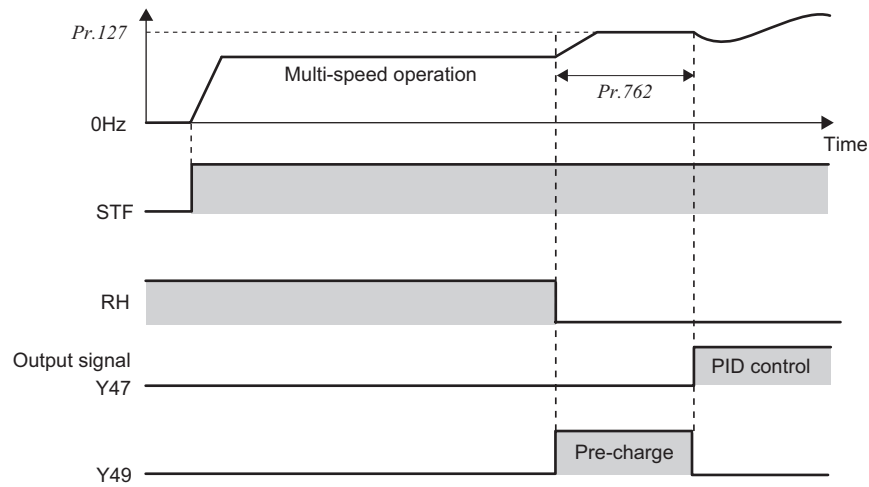 Pr.127
Multi-speed operation
Pr.762
0Hz
Time
STF
RH
Output signal
Y47
PID control
Pre-charge
Y49